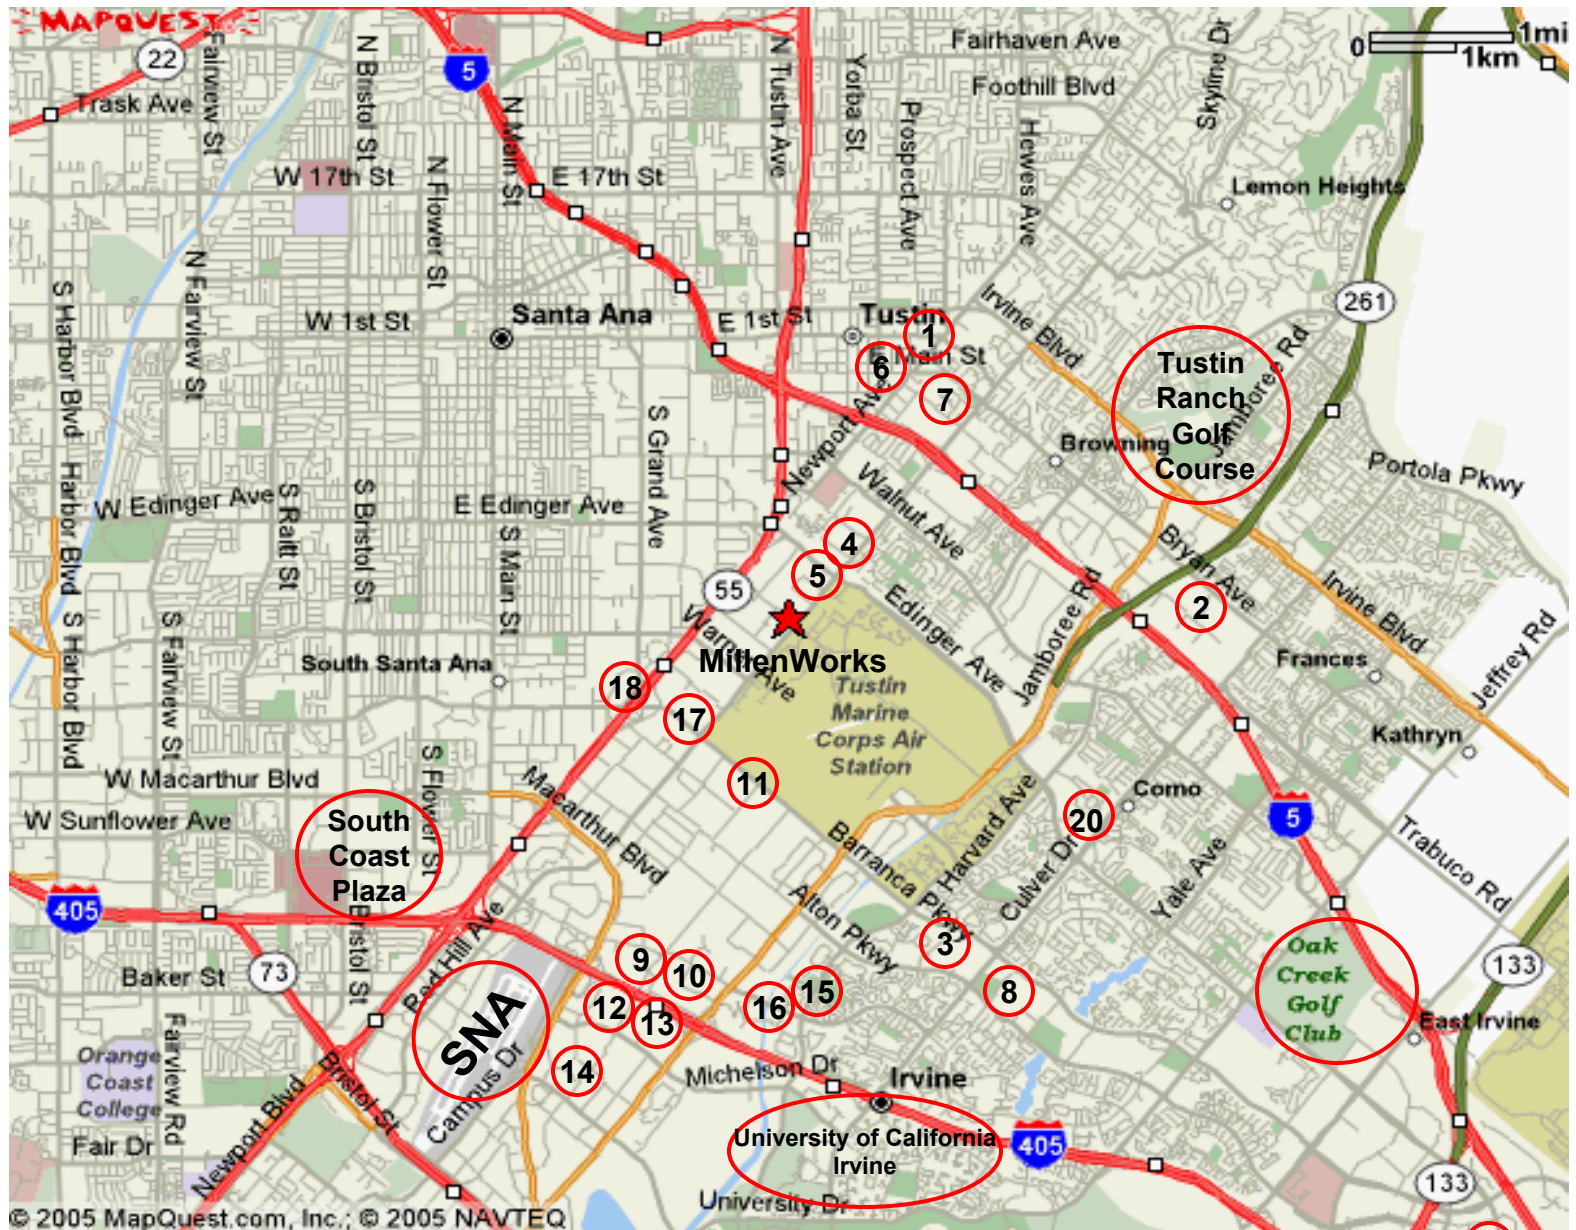 MAPQUEST
22
Trask Ave
Fairview St
N Bristol St
5
N Main St
N Flower St
W 17th St
E 17th St
N Tustin Ave
Yorba St
Prospect Ave
Hewes Ave
Fairhaven Ave
Foothill Blvd
Skyline Dr
0
1mi
1km
Lemon Heights
261
S Harbor Blvd
N Fairview St
W 1st St
Santa Ana
E 1st St
Tustin
1
E Main St
6
7
Irvine Blvd
Tustin
Ranch
Golf
Course
Jamboree Rd
Browning
Portola Pkwy
Newport Ave
Walnut Ave
S Grand Ave
Harbor Blvd
W Edinger Ave
S Raitt St
S Bristol St
E Edinger Ave
S Main St
4
5
55
MillenWorks
Warner Ave
Edinger Ave
Jamboree Rd
Bryan Ave
2
Irvine Blvd
Frances
Jeffrey Rd
Kathryn
S Harbor Blvd
S Fairview St
South Santa Ana
18
17
11
Tustin
Marine
Corps Air
Station
W Macarthur Blvd
W Sunflower Ave
S Flower St
Macarthur Blvd
South
Coast
Plaza
Como
20
5
Culver Dr
Harvard Ave
Yale Ave
Trabuco Rd
Barranca Pkwy
Alton Pkwy
3
8
405
Bristol St
Baker St
73
Red Hill Ave
9
10
12
13
14
15
16
SNA
Campus Dr
Michelson Dr
Irvine
Oak
Creek
Golf
Club
133
East Irvine
Orange
Coast
College
Fairview Rd
Fair Dr
Newport Blvd
Bristol St
University of California
Irvine
405
University Dr
133
© 2005 MapQuest.com, Inc.; © 2005 NAVTEQ